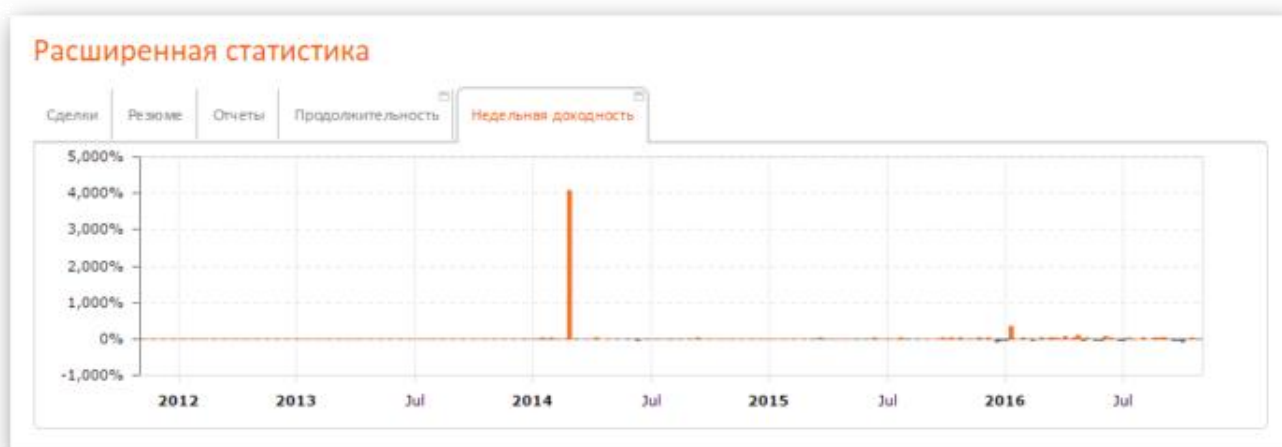 Расширенная статистика
Сделки Резюме Отчеты Продолжительность Недельная доходность
5,000%
4,000%
3,000%
2,000%
1,000%
0%
-1,000%
2012 2013 Jul 2014 Jul 2015 Jul 2016 Jul